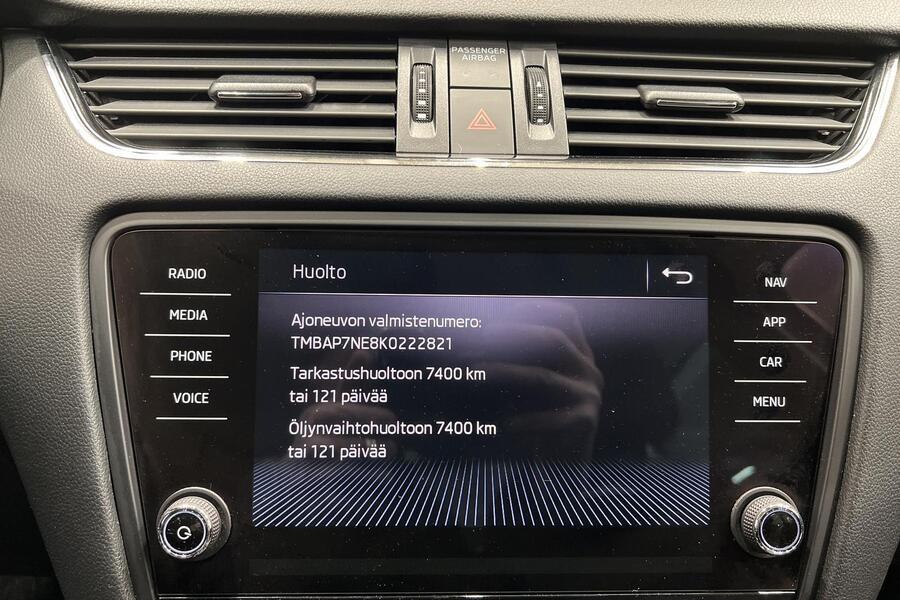 PASSENGER
AIRBAG
RADIO
MEDIA
PHONE
VOICE
Huolto
Ajoneuvon valmistenumero:
TMBAP7NE8K0222821
Tarkastushuoltoon 7400 km
tai 121 päivää
Öljynvaihtohuoltoon 7400 km
tai 121 päivää
NAV
APP
CAR
MENU